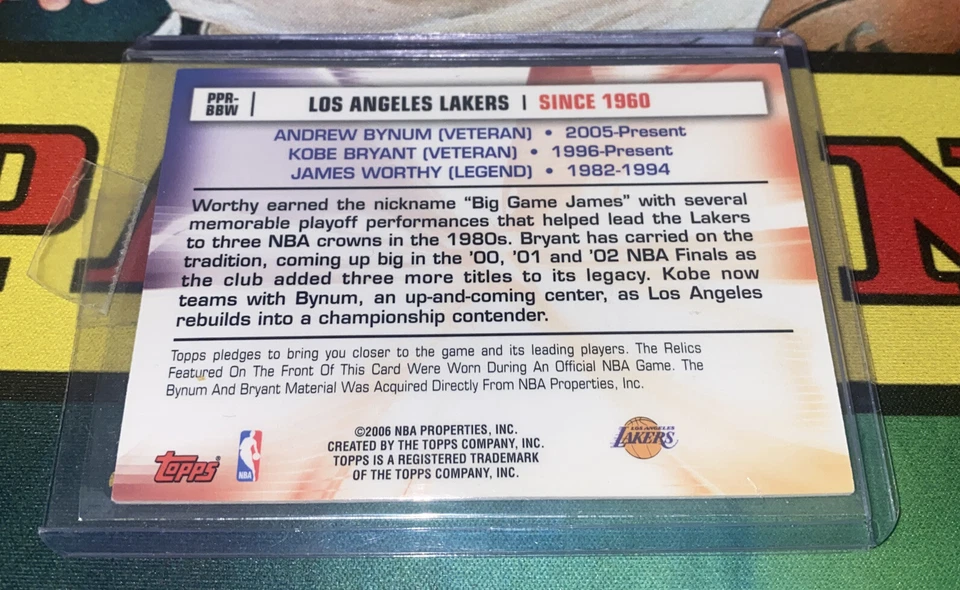 PPR-
BBW
LOS ANGELES LAKERS | SINCE 1960
ANDREW BYNUM (VETERAN) • 2005-Present
KOBE BRYANT (VETERAN) • 1996-Present
JAMES WORTHY (LEGEND) • 1982-1994
Worthy earned the nickname “Big Game James” with several
memorable playoff performances that helped lead the Lakers
to three NBA crowns in the 1980s. Bryant has carried on the
tradition, coming up big in the '00, '01 and '02 NBA Finals as
the club added three more titles to its legacy. Kobe now
teams with Bynum, an up-and-coming center, as Los Angeles
rebuilds into a championship contender.
Topps pledges to bring you closer to the game and its leading players. The Relics
Featured On The Front Of This Card Were Worn During An Official NBA Game. The
Bynum And Bryant Material Was Acquired Directly From NBA Properties, Inc.
©2006 NBA PROPERTIES, INC.
CREATED BY THE TOPPS COMPANY, INC.
TOPPS IS A REGISTERED TRADEMARK
OF THE TOPPS COMPANY, INC.
Topps®
NBA
LOS ANGELES
LAKERS